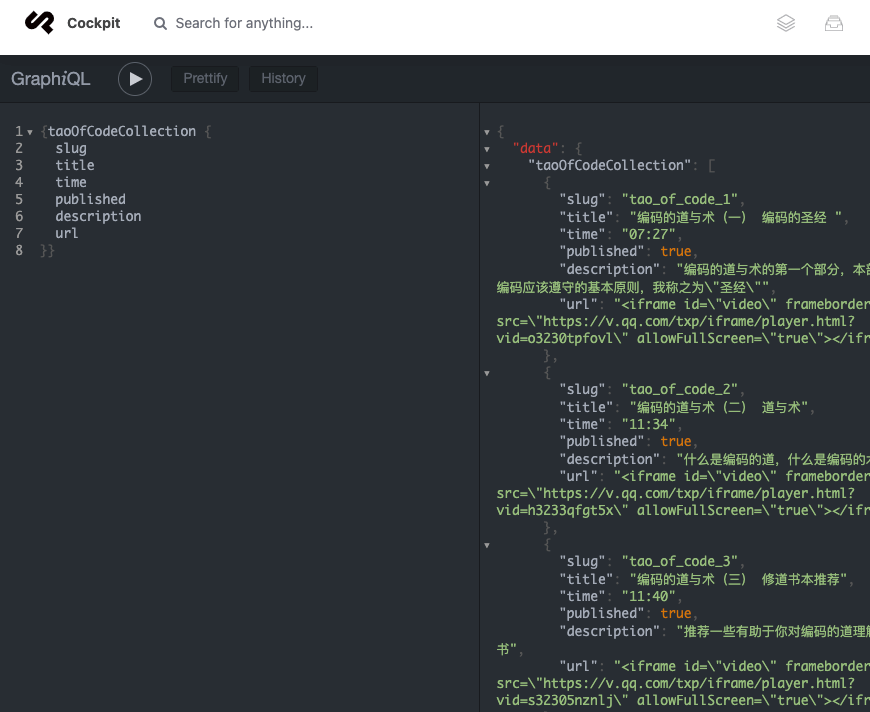 Cockpit
Search for anything...
GraphiQL
Prettify
History
1 {taoOfCodeCollection {
2 slug
3 title
4 time
5 published
6 description
7 url
8 }}
{
"data": {
"taoOfCodeCollection": [
{
"slug": "tao_of_code_1",
"title": "编码的道与术（一） 编码的圣经 ",
"time": "07:27",
"published": true,
"description": "编码的道与术的第一个部分，本
编码应该遵守的基本原则，我称之为\"圣经\"",
"url": "<iframe id=\"video\" frameborder
src=\"https://v.qq.com/txp/iframe/player.html?
vid=o3230tpfovl\" allowFullScreen=\"true\"></ifr
},
{
"slug": "tao_of_code_2",
"title": "编码的道与术（二） 道与术",
"time": "11:34",
"published": true,
"description": "什么是编码的道，什么是编码的
"url": "<iframe id=\"video\" frameborder
src=\"https://v.qq.com/txp/iframe/player.html?
vid=h3233qfgt5x\" allowFullScreen=\"true\"></ifr
},
{
"slug": "tao_of_code_3",
"title": "编码的道与术（三） 修道书本推荐",
"time": "11:40",
"published": true,
"description": "推荐一些有助于你对编码的道理
书",
"url": "<iframe id=\"video\" frameborder
src=\"https://v.qq.com/txp/iframe/player.html?
vid=s32305nznlj\" allowFullScreen=\"true\"></ifr